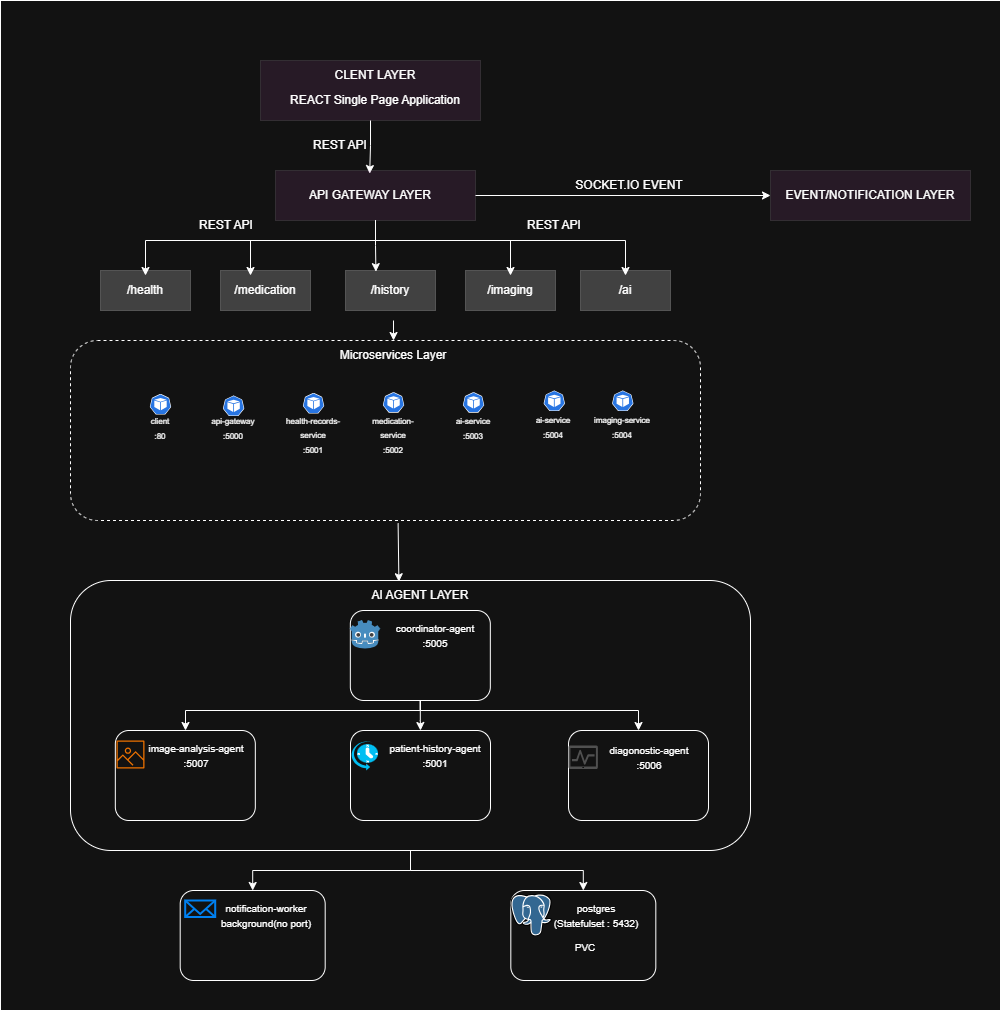 CLENT LAYER
REACT Single Page Application
REST API
API GATEWAY LAYER
SOCKET.IO EVENT
EVENT/NOTIFICATION LAYER
REST API
REST API
/health
/medication
/history
/imaging
/ai
Microservices Layer
client
:80
api-gateway
:5000
health-records-
service
:5001
medication-
service
:5002
ai-service
:5003
ai-service
:5004
imaging-service
:5004
AI AGENT LAYER
coordinator-agent
:5005
image-analysis-agent
:5007
patient-history-agent
:5001
diagonostic-agent
:5006
notification-worker
background(no port)
postgres
(Statefulset : 5432)
PVC